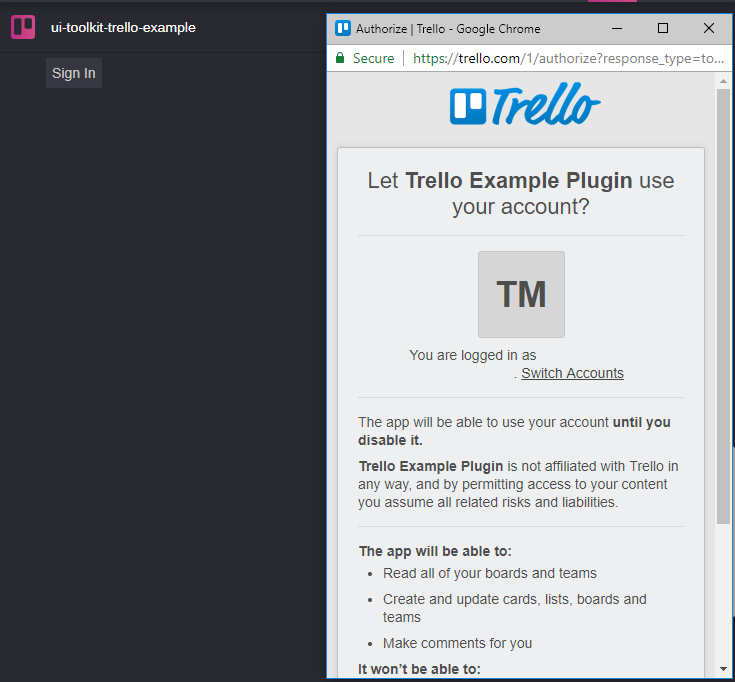 ui-toolkit-trello-example
Sign In
Authorize | Trello - Google Chrome
Secure | https://trello.com/1/authorize?response_type=to...
Trello
Let Trello Example Plugin use
your account?
TM
You are logged in as
. Switch Accounts
The app will be able to use your account until you
disable it.
Trello Example Plugin is not affiliated with Trello in
any way, and by permitting access to your content
you assume all related risks and liabilities.
The app will be able to:
• Read all of your boards and teams
• Create and update cards, lists, boards and
teams
• Make comments for you
It won’t be able to: